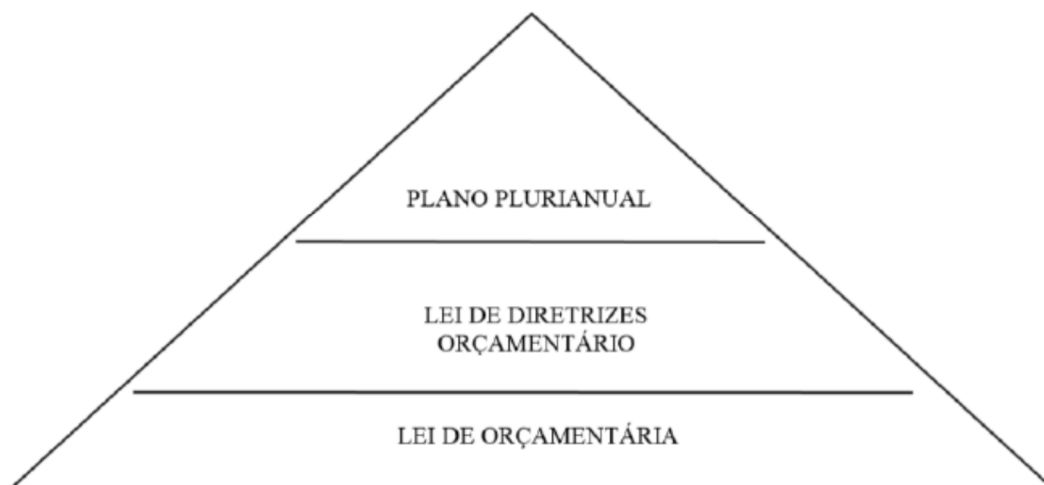 PLANO PLURIANUAL
LEI DE DIRETRIZES
ORÇAMENTÁRIO
LEI DE ORÇAMENTÁRIA